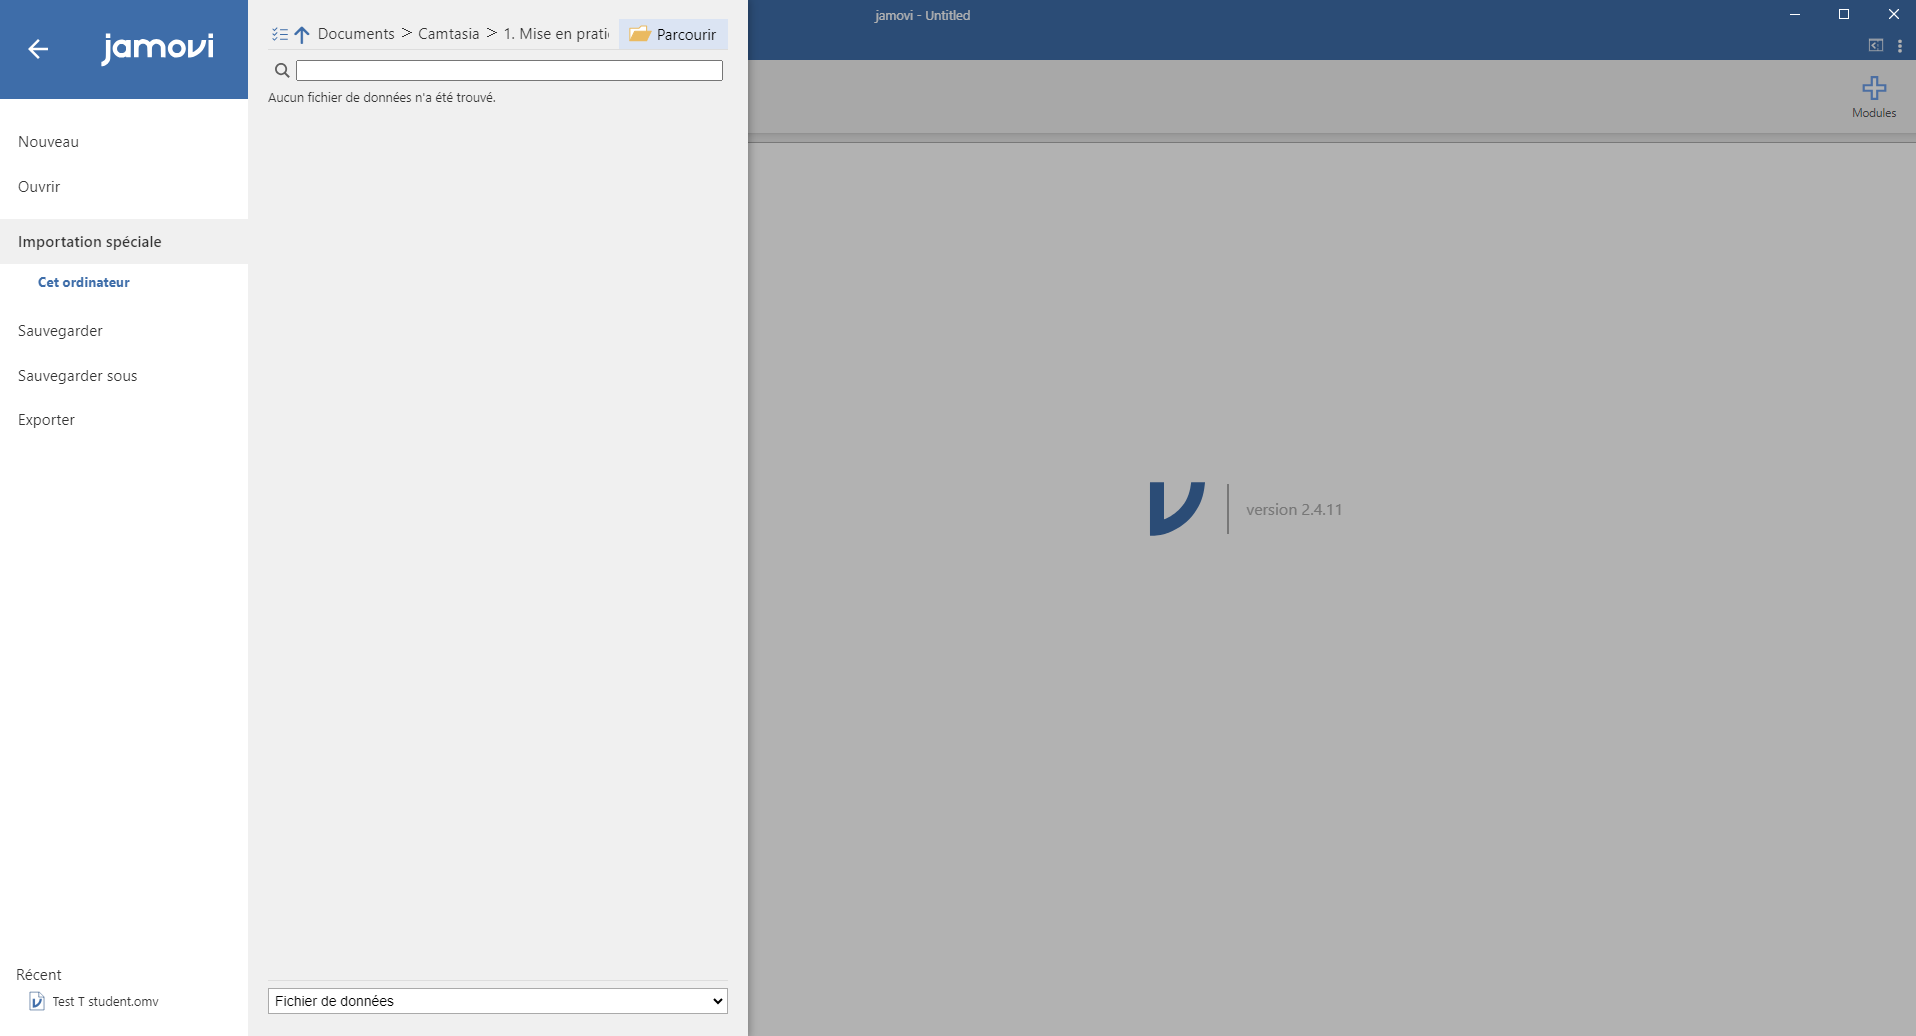 jamovi - Untitled
jamovi
Documents > Camtasia > 1. Mise en prati
Parcourir
Aucun fichier de données n'a été trouvé.
Modules
Nouveau
Ouvrir
Importation spéciale
Cet ordinateur
Sauvegarder
Sauvegarder sous
Exporter
version 2.4.11
Récent
Test T student.omv
Fichier de données